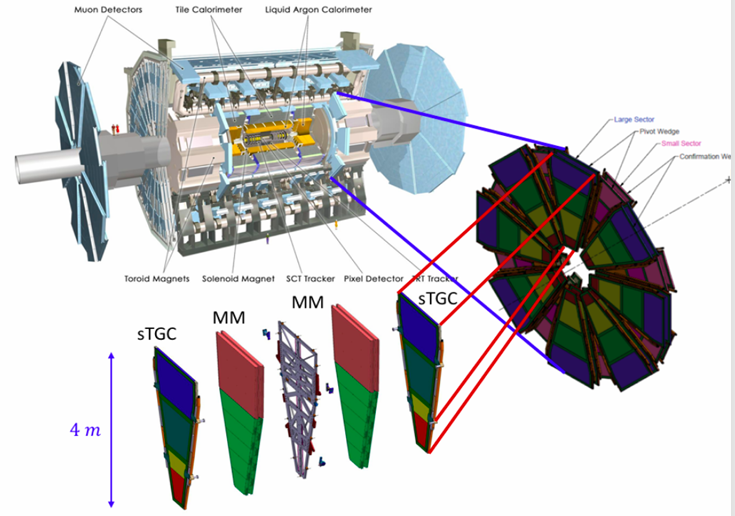 Muon Detectors
Tile Calorimeter
Liquid Argon Calorimeter
Large Sector
Pivot Wedge
Small Sector
Confirmation We
Toroid Magnets
Solenoid Magnet
SCT Tracker
Pixel Detector
TRT Tracker
sTGC
MM
MM
sTGC
4 m